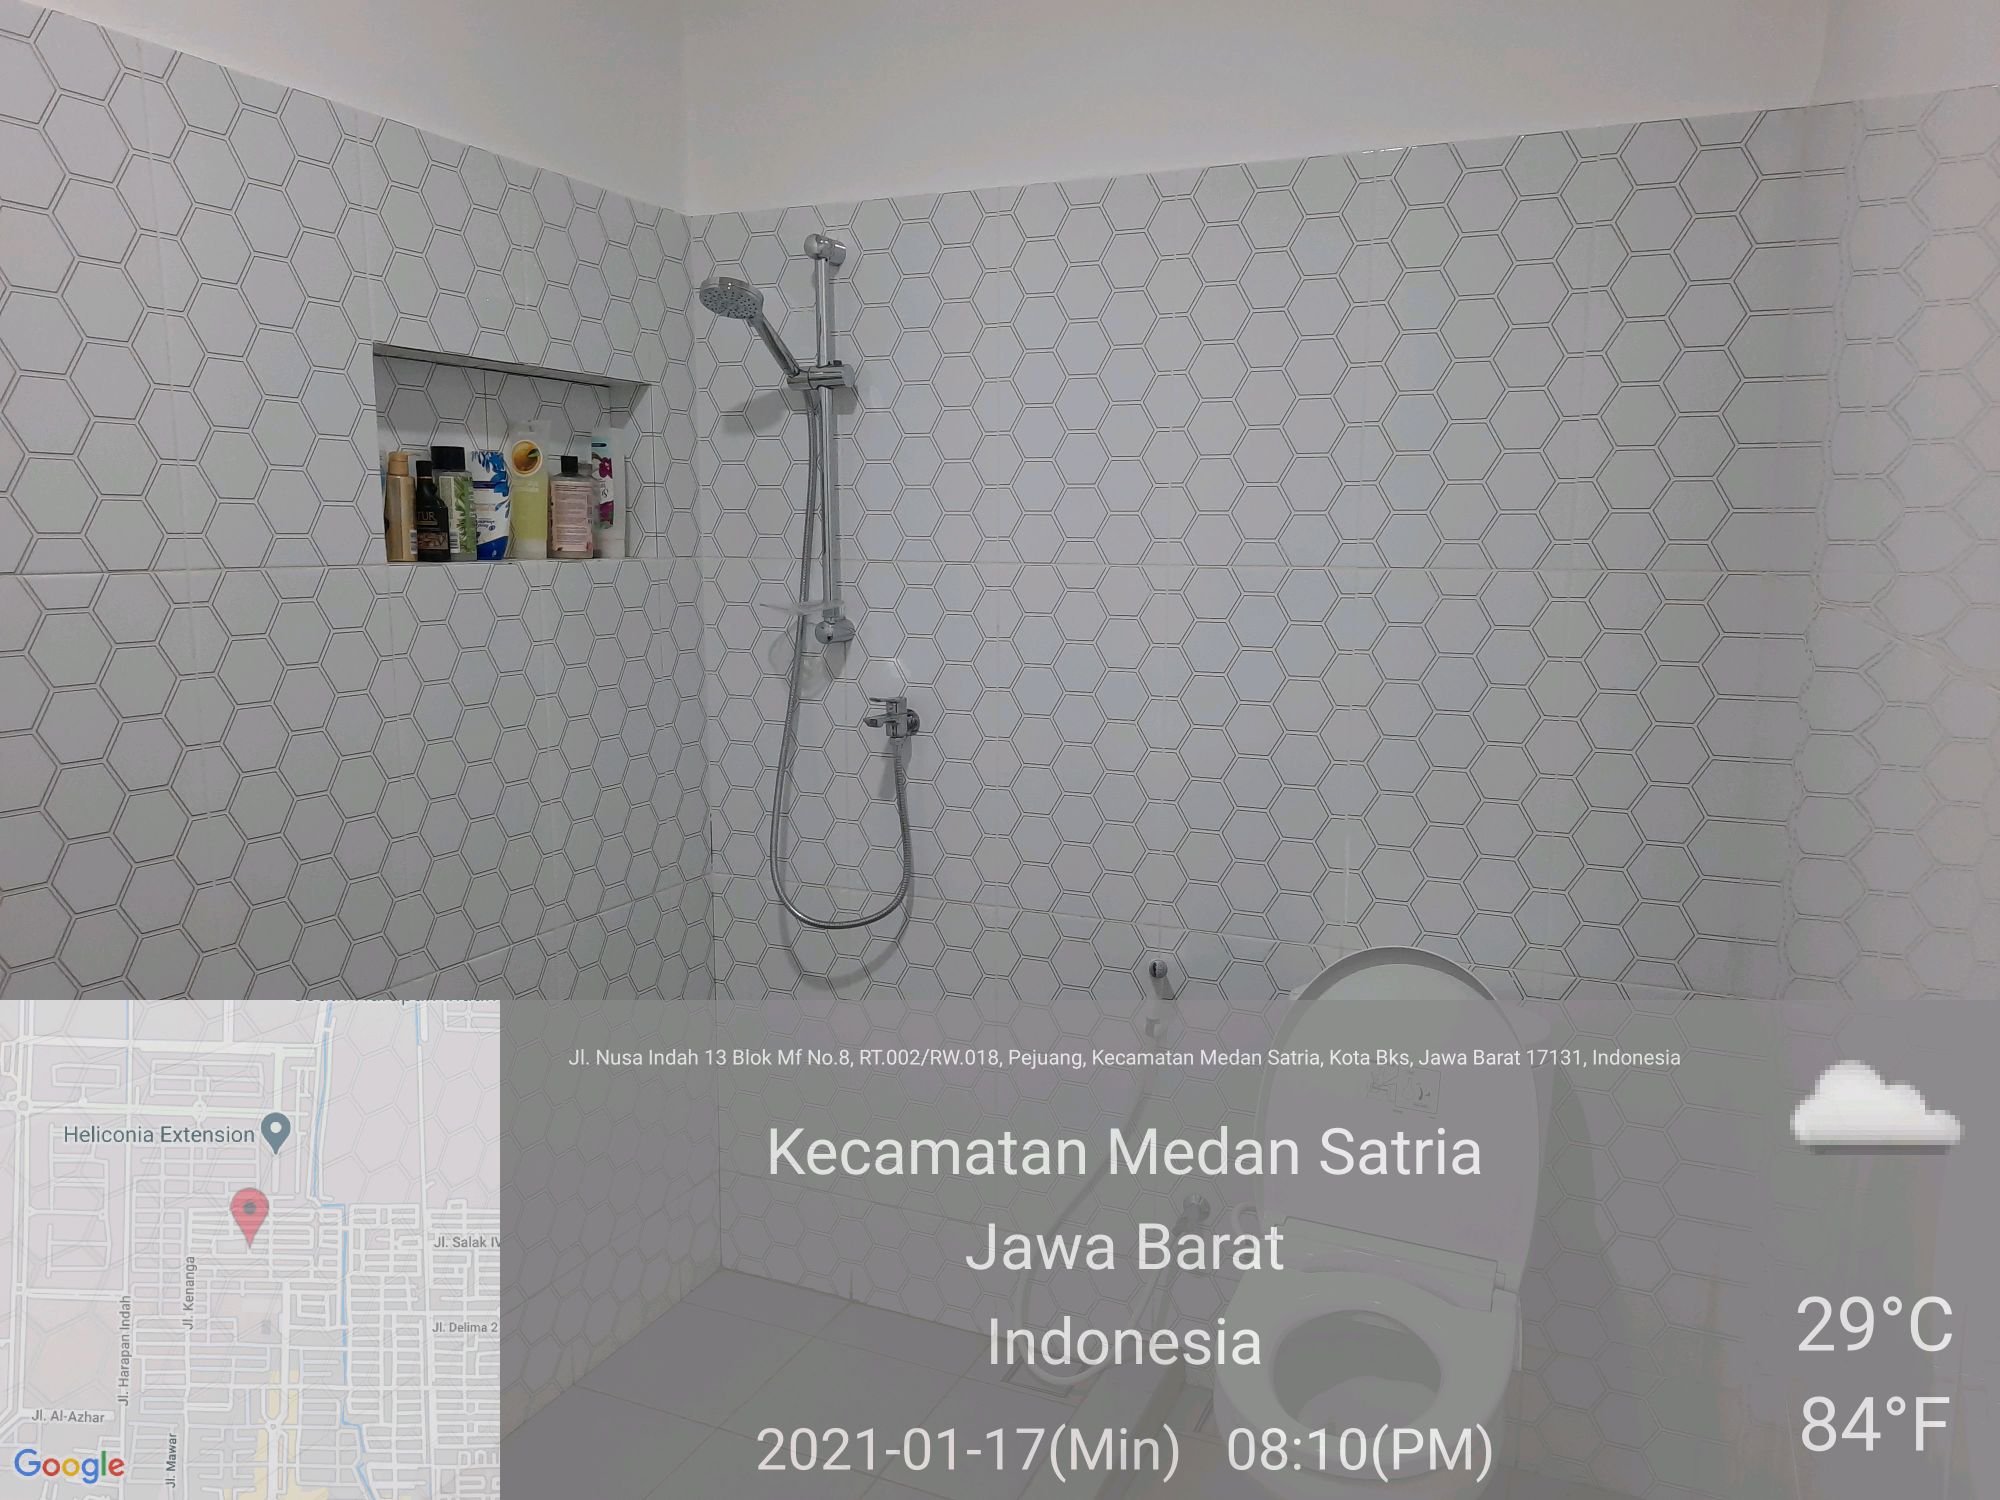 TUR
Jl. Nusa Indah 13 Blok Mf No.8, RT.002/RW.018, Pejuang, Kecamatan Medan Satria, Kota Bks, Jawa Barat 17131, Indonesia
Kecamatan Medan Satria
Jawa Barat
Indonesia
2021-01-17(Min) 08:10(PM)
29°C
84°F
Heliconia Extension
Jl. Salak IV
Jl. Kenanga
Jl. Harapan Indah
Jl. Delima 2
Jl. Al-Azhar
Jl. Mawar
Google